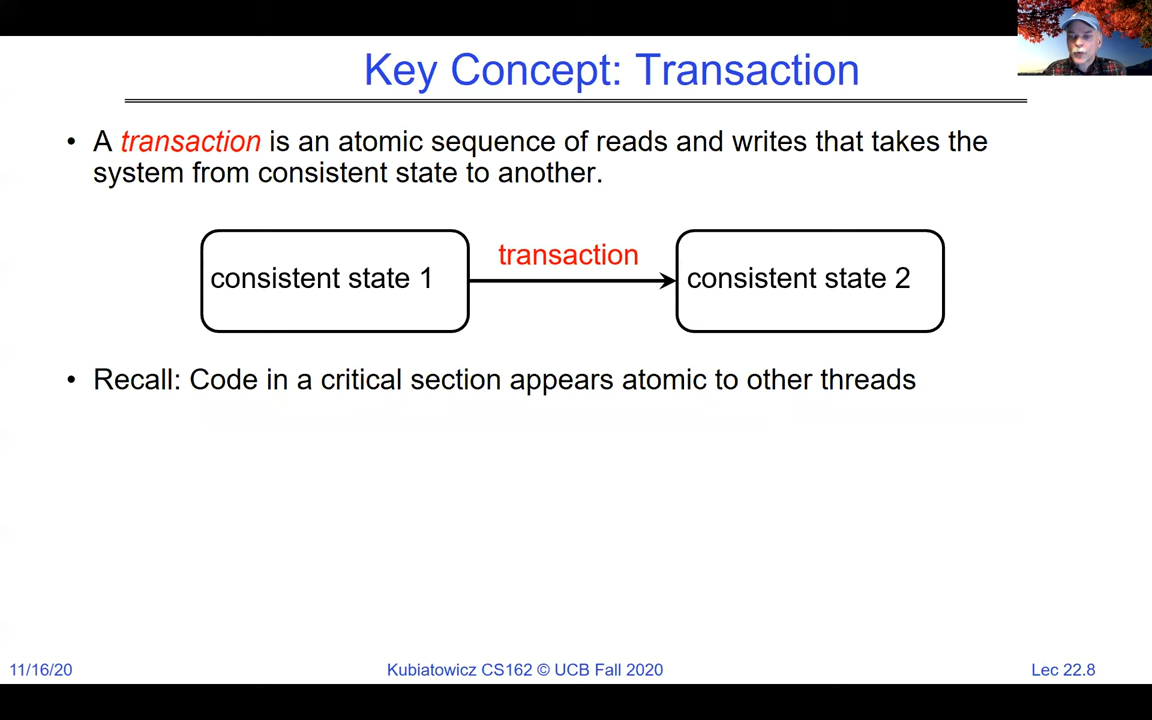 Key Concept: Transaction
• A transaction is an atomic sequence of reads and writes that takes the
system from consistent state to another.
transaction
consistent state 1
consistent state 2
• Recall: Code in a critical section appears atomic to other threads
11/16/20
Kubiatowicz CS162 © UCB Fall 2020
Lec 22.8